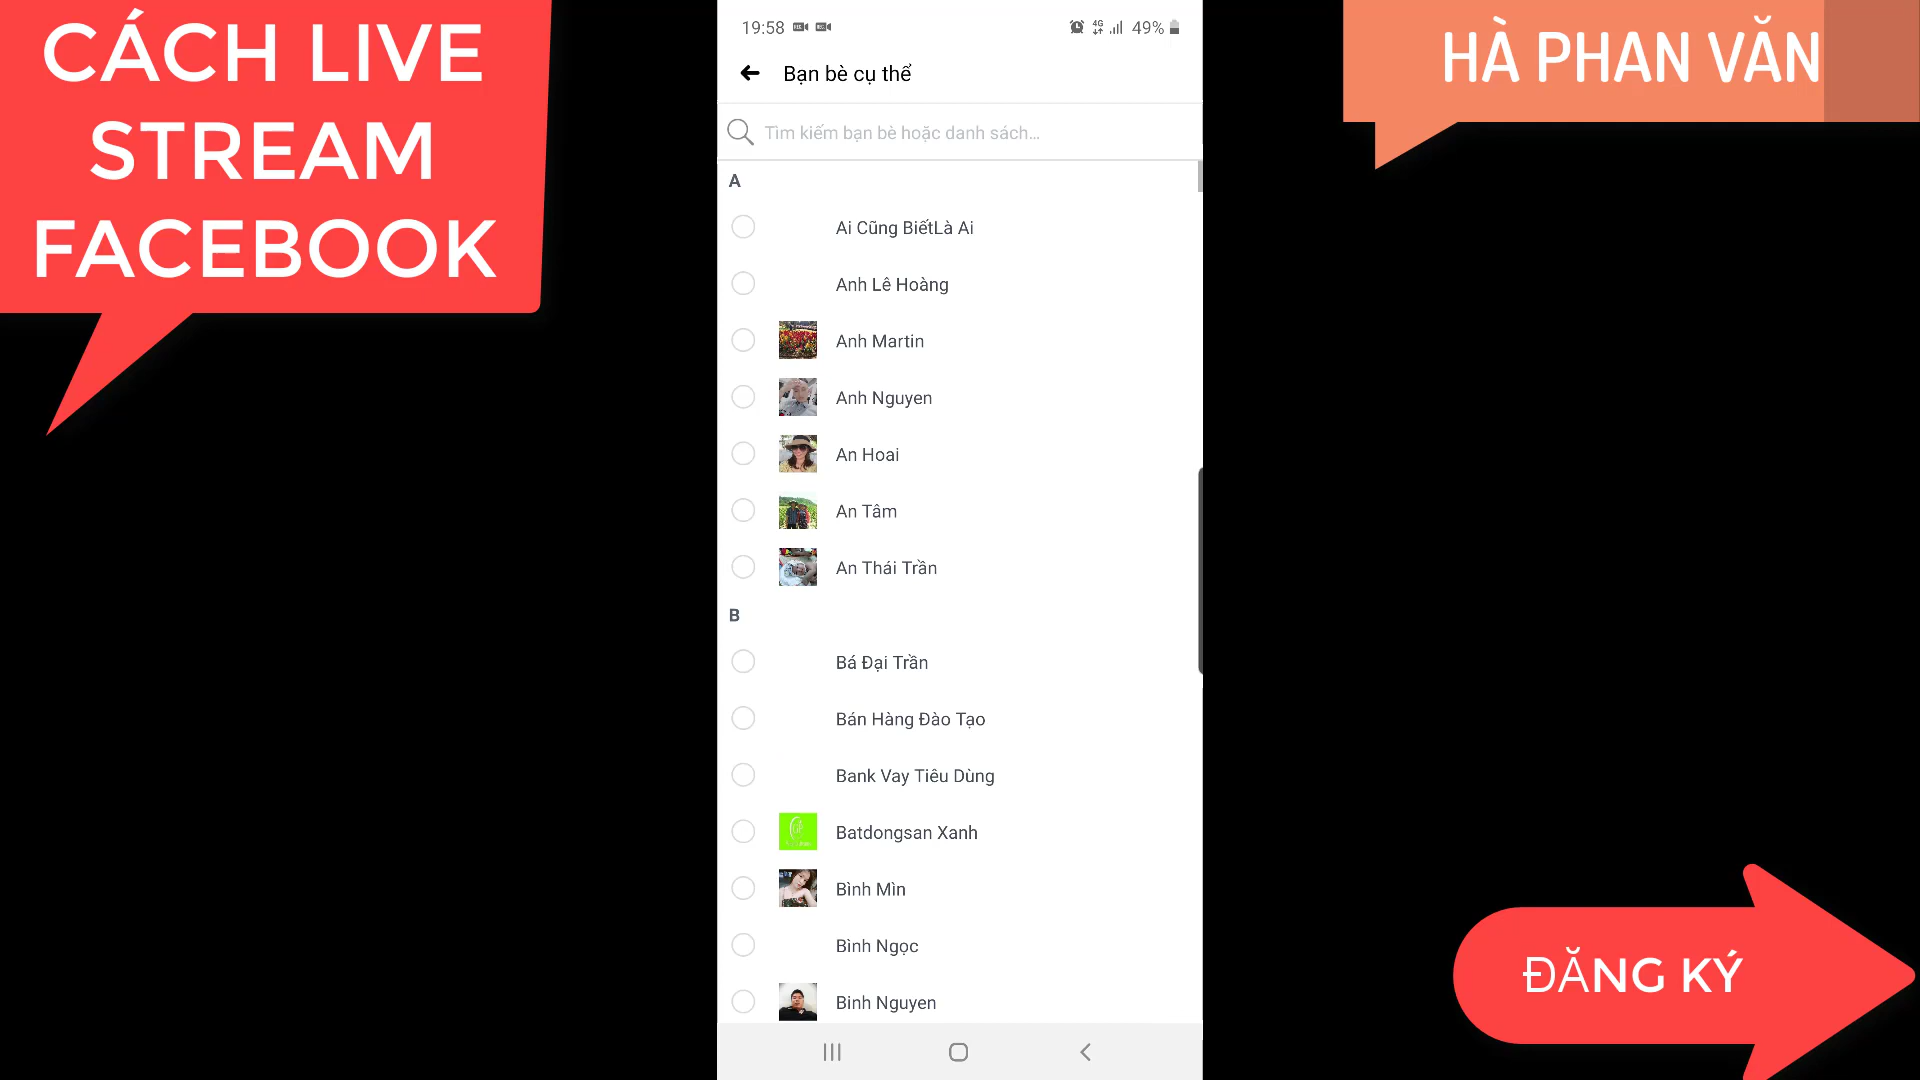 CÁCH LIVE
STREAM
FACEBOOK
HÀ PHAN VĂN
19:58
4G
49%
Bạn bè cụ thể
Tìm kiếm bạn bè hoặc danh sách...
A
Ai Cũng BiếtLà Ai
Anh Lê Hoàng
Anh Martin
Anh Nguyen
An Hoai
An Tâm
An Thái Trần
B
Bá Đại Trần
Bán Hàng Đào Tạo
Bank Vay Tiêu Dùng
Batdongsan Xanh
Bình Mìn
Bình Ngọc
Binh Nguyen
ĐĂNG KÝ